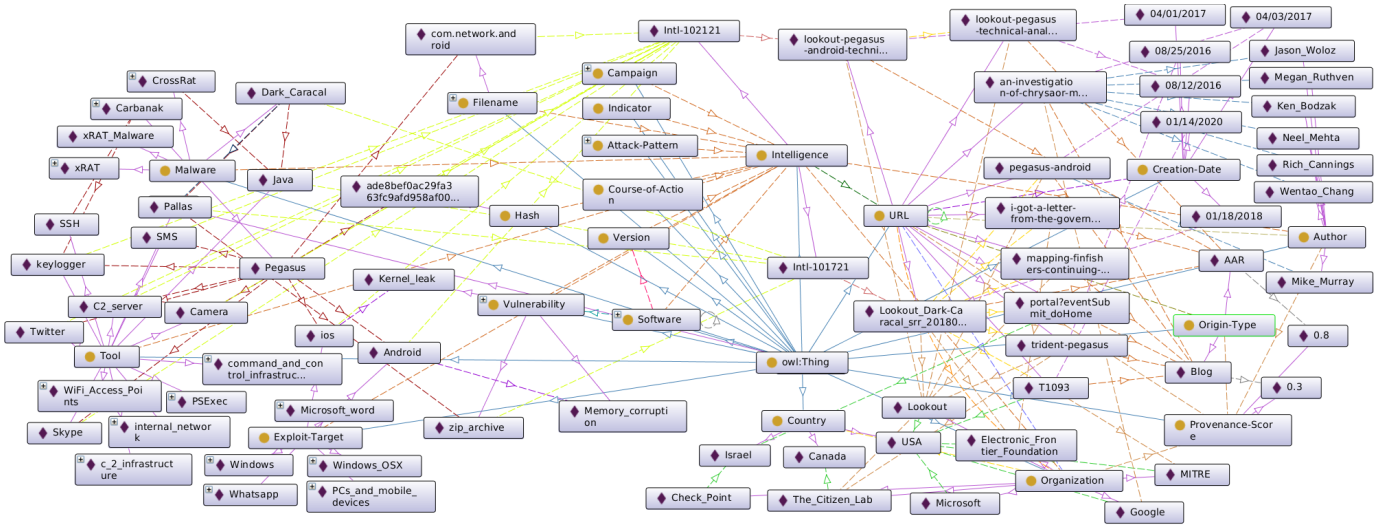 04/01/2017
04/03/2017
lookout-pegasus
-technical-anal...
Intl-102121
com.network.and
roid
lookout-pegasus
-android-techni...
08/25/2016
Jason_Woloz
CrossRat
Campaign
an-investigatio
n-of-chrysaor-m...
08/12/2016
Megan_Ruthven
Dark_Caracal
Carbanak
Filename
Indicator
Ken_Bodzak
01/14/2020
xRAT_Malware
Attack-Pattern
Neel_Mehta
Intelligence
xRAT
Malware
pegasus-android
Creation-Date
Rich_Cannings
Java
ade8bef0ac29fa3
63fc9afd958af00...
Course-of-Actio
n
Wentao_Chang
Pallas
Hash
URL
i-got-a-letter-
from-the-govern...
01/18/2018
SSH
SMS
Version
Author
keylogger
Pegasus
Intl-101721
mapping-finfish
ers-continuing-...
AAR
Kernel_leak
Mike_Murray
C2_server
Camera
Vulnerability
Software
Lookout_Dark-Ca
racal_srr_20180...
portal?eventSub
mit_doHome
Origin-Type
Twitter
ios
0.8
Tool
Android
trident-pegasus
command_and_con
trol_infrastruc...
owl:Thing
Blog
WiFi_Access_Poi
nts
PSExec
T1093
0.3
Microsoft_word
Memory_corrupti
on
Lookout
Skype
internal_networ
k
Exploit-Target
zip_archive
Country
Provenance-Scor
e
USA
Electronic_Fron
tier_Foundation
Israel
Canada
c_2_infrastruct
ure
Windows
Windows_OSX
MITRE
Organization
Whatsapp
PCs_and_mobile_
devices
Check_Point
The_Citizen_Lab
Microsoft
Google